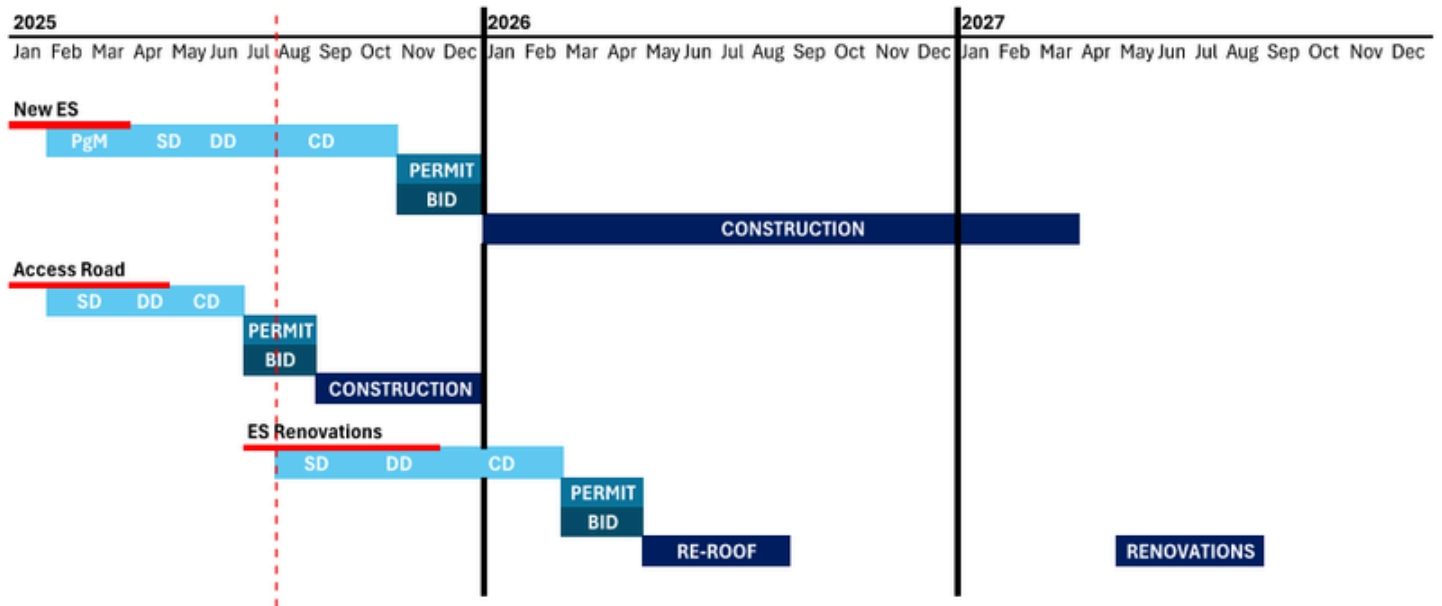 2025 2026 2027
Jan Feb Mar Apr May Jun Jul Aug Sep Oct Nov Dec Jan Feb Mar Apr May Jun Jul Aug Sep Oct Nov Dec Jan Feb Mar Apr May Jun Jul Aug Sep Oct Nov Dec
New ES
PgM SD DD CD
PERMIT
BID
CONSTRUCTION
Access Road
SD DD CD
PERMIT
BID
CONSTRUCTION
ES Renovations
SD DD CD
PERMIT
BID
RE-ROOF RENOVATIONS